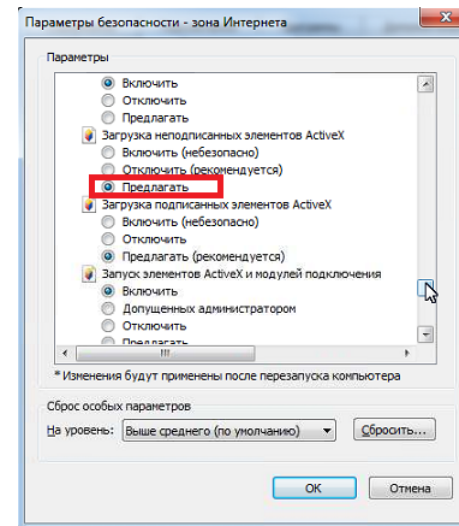 Параметры безопасности - зона Интернета
Параметры
Включить
Отключить
Предлагать
Загрузка неподписанных элементов ActiveX
Включить (небезопасно)
Отключить (рекомендуется)
Предлагать
Загрузка подписанных элементов ActiveX
Включить (небезопасно)
Отключить
Предлагать (рекомендуется)
Запуск элементов ActiveX и модулей подключения
Включить
Допущенных администратором
Отключить
Предлагать
*Изменения будут применены после перезапуска компьютера
Сброс особых параметров
На уровень: Выше среднего (по умолчанию) Сбросить...
ОК Отмена